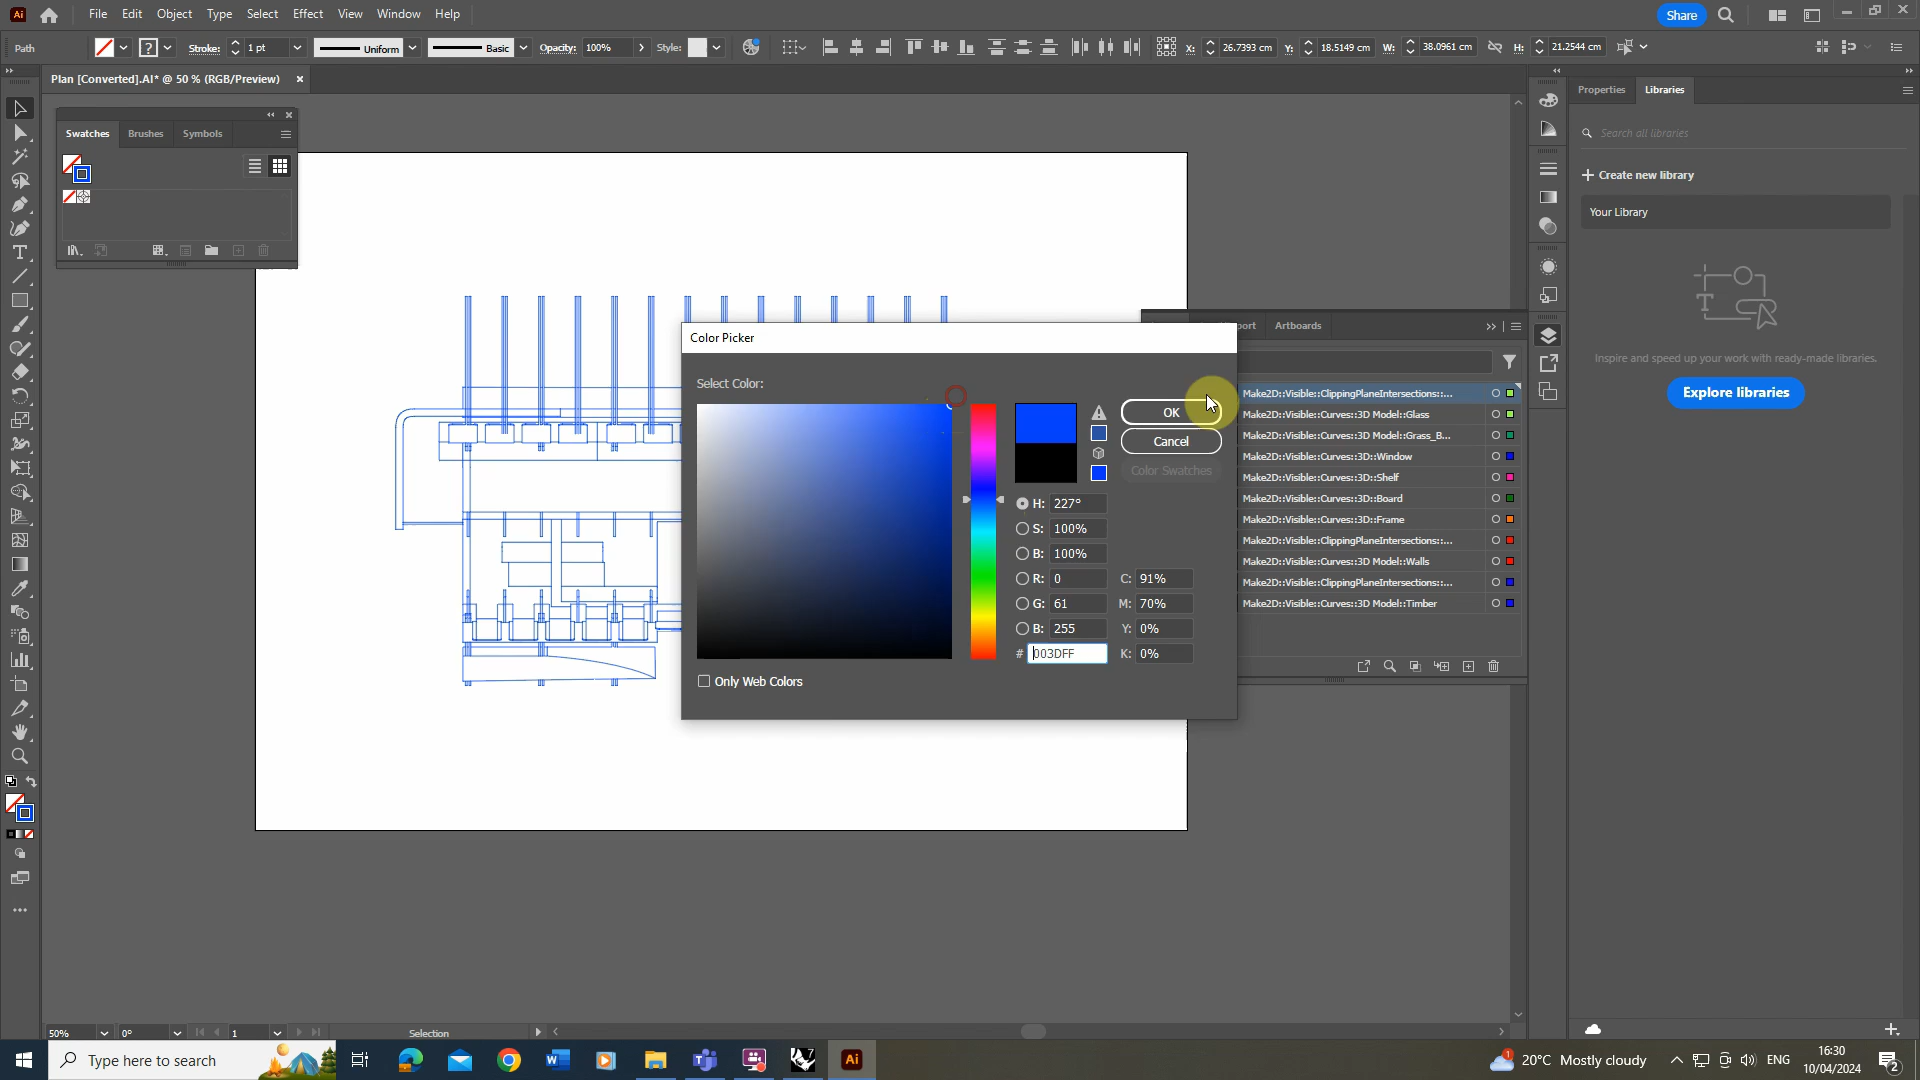 Ai
File Edit Object Type Select Effect View Window Help
Share
Path
?
Stroke: 1 pt
Uniform
Basic
Opacity: 100%
Style:
X: 26.7393 cm
Y: 18.5149 cm
W: 38.0961 cm
H: 21.2544 cm
Plan [Converted].AI* @ 50 % (RGB/Preview) ×
Swatches Brushes Symbols
Artboards
Properties Libraries
Search all libraries
Create new library
Your Library
Inspire and speed up your work with ready-made libraries.
Explore libraries
Color Picker
Select Color:
OK
Cancel
Color Swatches
H: 227°
S: 100%
B: 100%
R: 0
G: 61
B: 255
# 003DFF
C: 91%
M: 70%
Y: 0%
K: 0%
Only Web Colors
Make2D::Visible::ClippingPlaneIntersections::...
Make2D::Visible::Curves::3D Model::Glass
Make2D::Visible::Curves::3D Model::Grass_B...
Make2D::Visible::Curves::3D::Window
Make2D::Visible::Curves::3D::Shelf
Make2D::Visible::Curves::3D::Board
Make2D::Visible::Curves::3D::Frame
Make2D::Visible::ClippingPlaneIntersections::...
Make2D::Visible::Curves::3D Model::Walls
Make2D::Visible::ClippingPlaneIntersections::...
Make2D::Visible::Curves::3D Model::Timber
50% 0° 1 Selection
Type here to search
Ai
20°C Mostly cloudy
ENG
16:30
10/04/2024
2